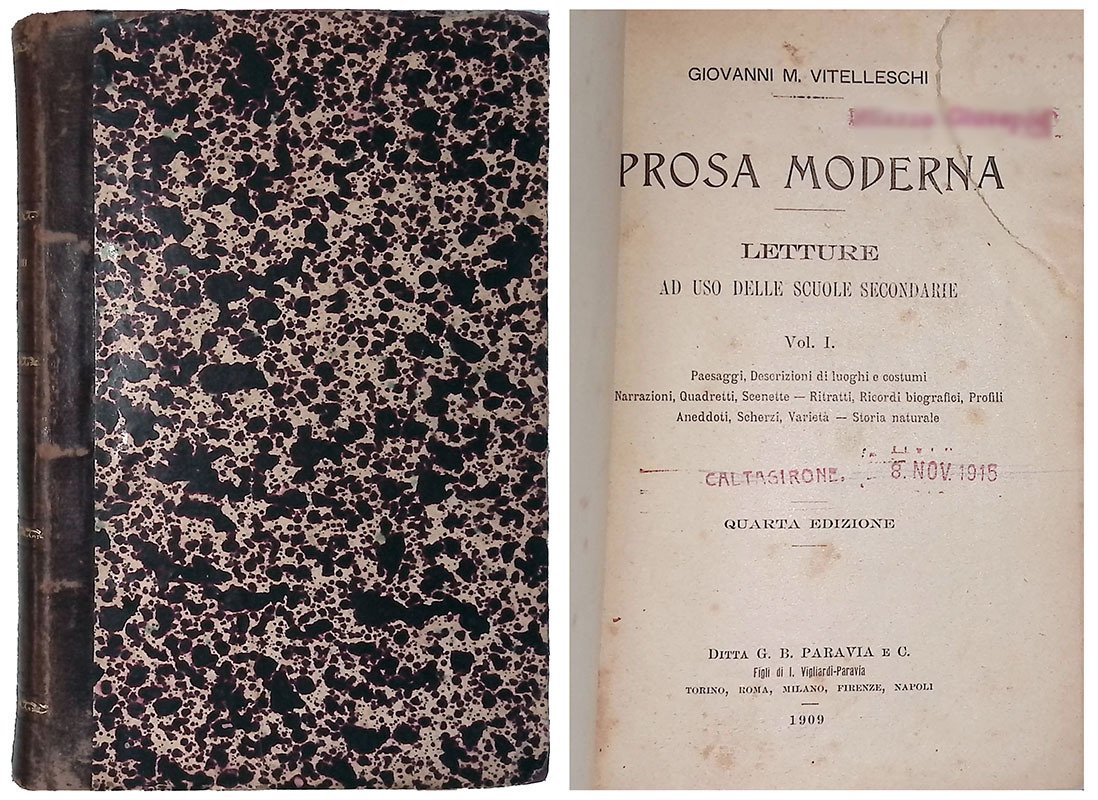 GIOVANNI M. VITELLESCHI
PROSA MODERNA
LETTURE
AD USO DELLE SCUOLE SECONDARIE
Vol. I.
Paesaggi, Descrizioni di luoghi e costumi
Narrazioni, Quadretti, Scenette — Ritratti, Ricordi biografici, Profili
Aneddoti, Scherzi, Varietà — Storia naturale
CALTAGIRONE, 8. NOV. 1915
QUARTA EDIZIONE
DITTA G. B. PARAVIA E C.
Figli di I. Vigliardi-Paravia
TORINO, ROMA, MILANO, FIRENZE, NAPOLI
1909